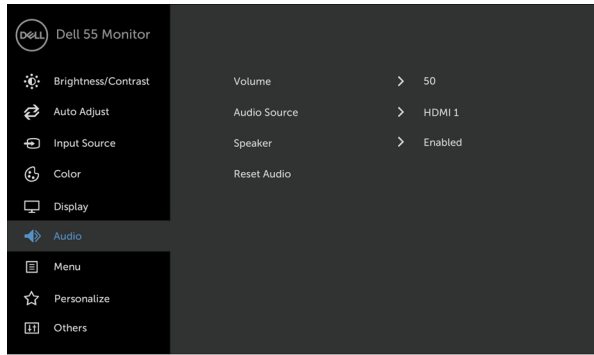 DELL Dell 55 Monitor
Brightness/Contrast
Auto Adjust
Input Source
Color
Display
Audio
Menu
Personalize
Others
Volume 50
Audio Source HDMI 1
Speaker Enabled
Reset Audio